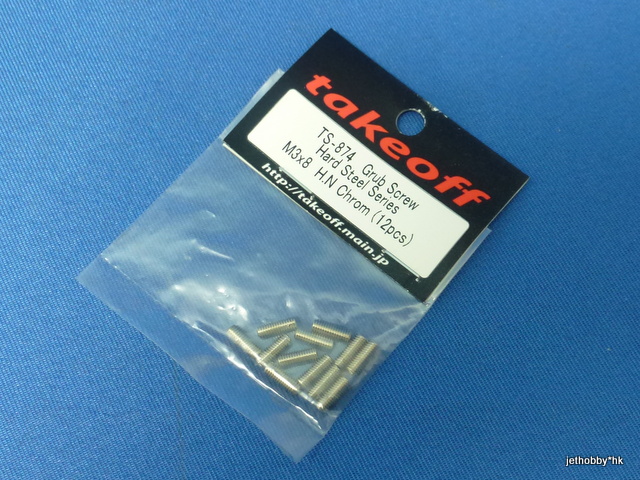 takeoff
TS-874 Grub Screw
Hard Steel Series
M3x8 H.N Chrom (12pcs)
http://takeoff.main.jp
jethobby*hk